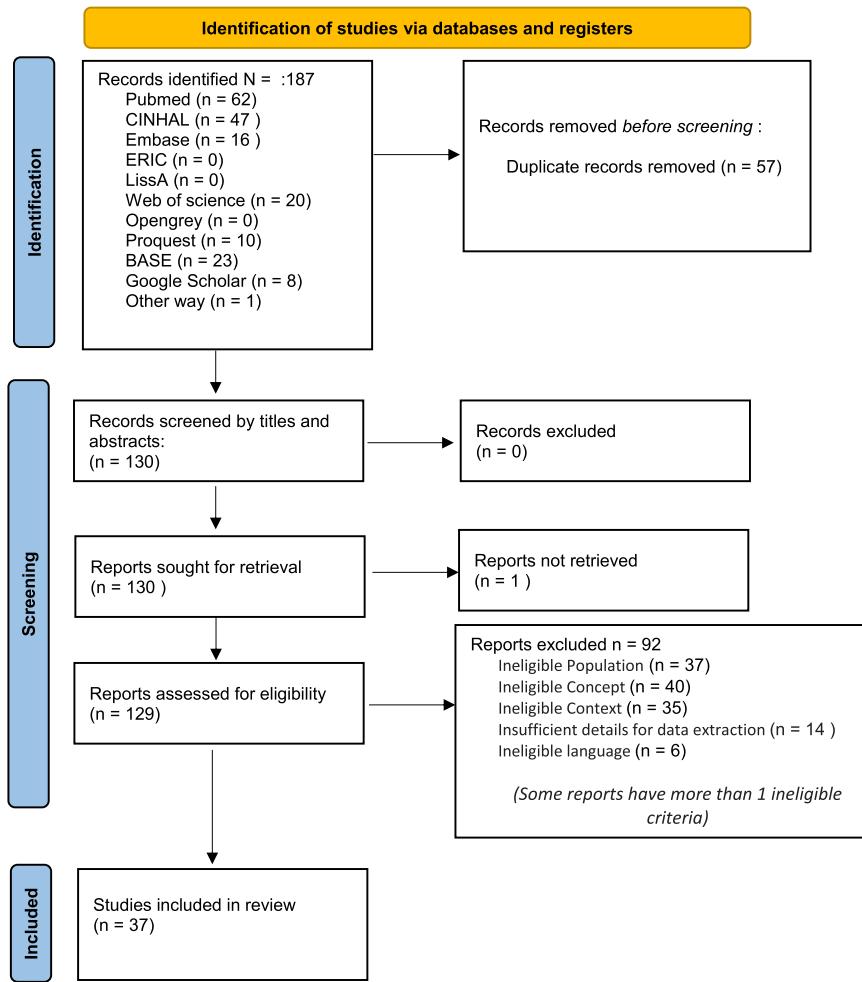 Identification of studies via databases and registers
Identification
Records identified N =  :187
Pubmed (n = 62)
CINHAL (n = 47 )
Embase (n = 16 )
ERIC (n = 0)
LissA (n = 0)
Web of science (n = 20)
Opengrey (n = 0)
Proquest (n = 10)
BASE (n = 23)
Google Scholar (n = 8)
Other way (n = 1)
Records removed before screening :
Duplicate records removed (n = 57)
Screening
Records screened by titles and
abstracts:
(n = 130)
Records excluded
(n = 0)
Reports sought for retrieval
(n = 130 )
Reports not retrieved
(n = 1 )
Reports assessed for eligibility
(n = 129)
Reports excluded n = 92
Ineligible Population (n = 37)
Ineligible Concept (n = 40)
Ineligible Context (n = 35)
Insufficient details for data extraction (n = 14 )
Ineligible language (n = 6)
(Some reports have more than 1 ineligible
criteria)
Included
Studies included in review
(n = 37)